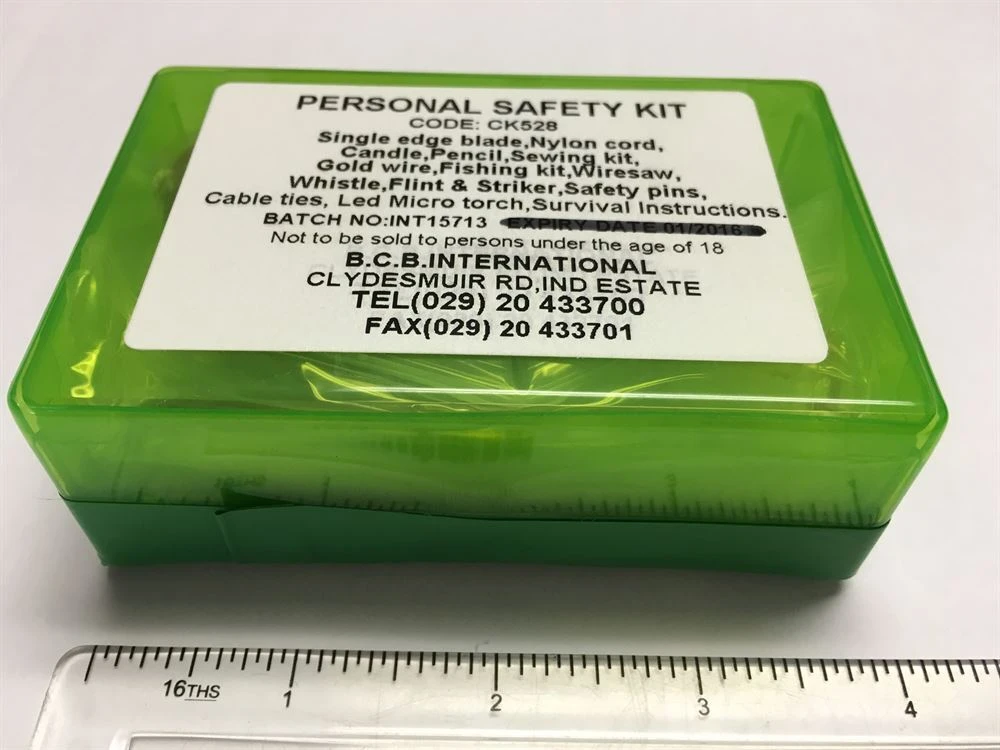 PERSONAL SAFETY KIT
CODE: CK528
Single edge blade,Nylon cord,
Candle,Pencil,Sewing kit,
Gold wire,Fishing kit,Wiresaw,
Whistle,Flint & Striker,Safety pins,
Cable ties, Led Micro torch,Survival Instructions.
BATCH NO:INT15713 EXPIRY DATE 01/2016
Not to be sold to persons under the age of 18
B.C.B.INTERNATIONAL
CLYDESMUIR RD,IND ESTATE
TEL(029) 20 433700
FAX(029) 20 433701
16THS 1 2 3 4